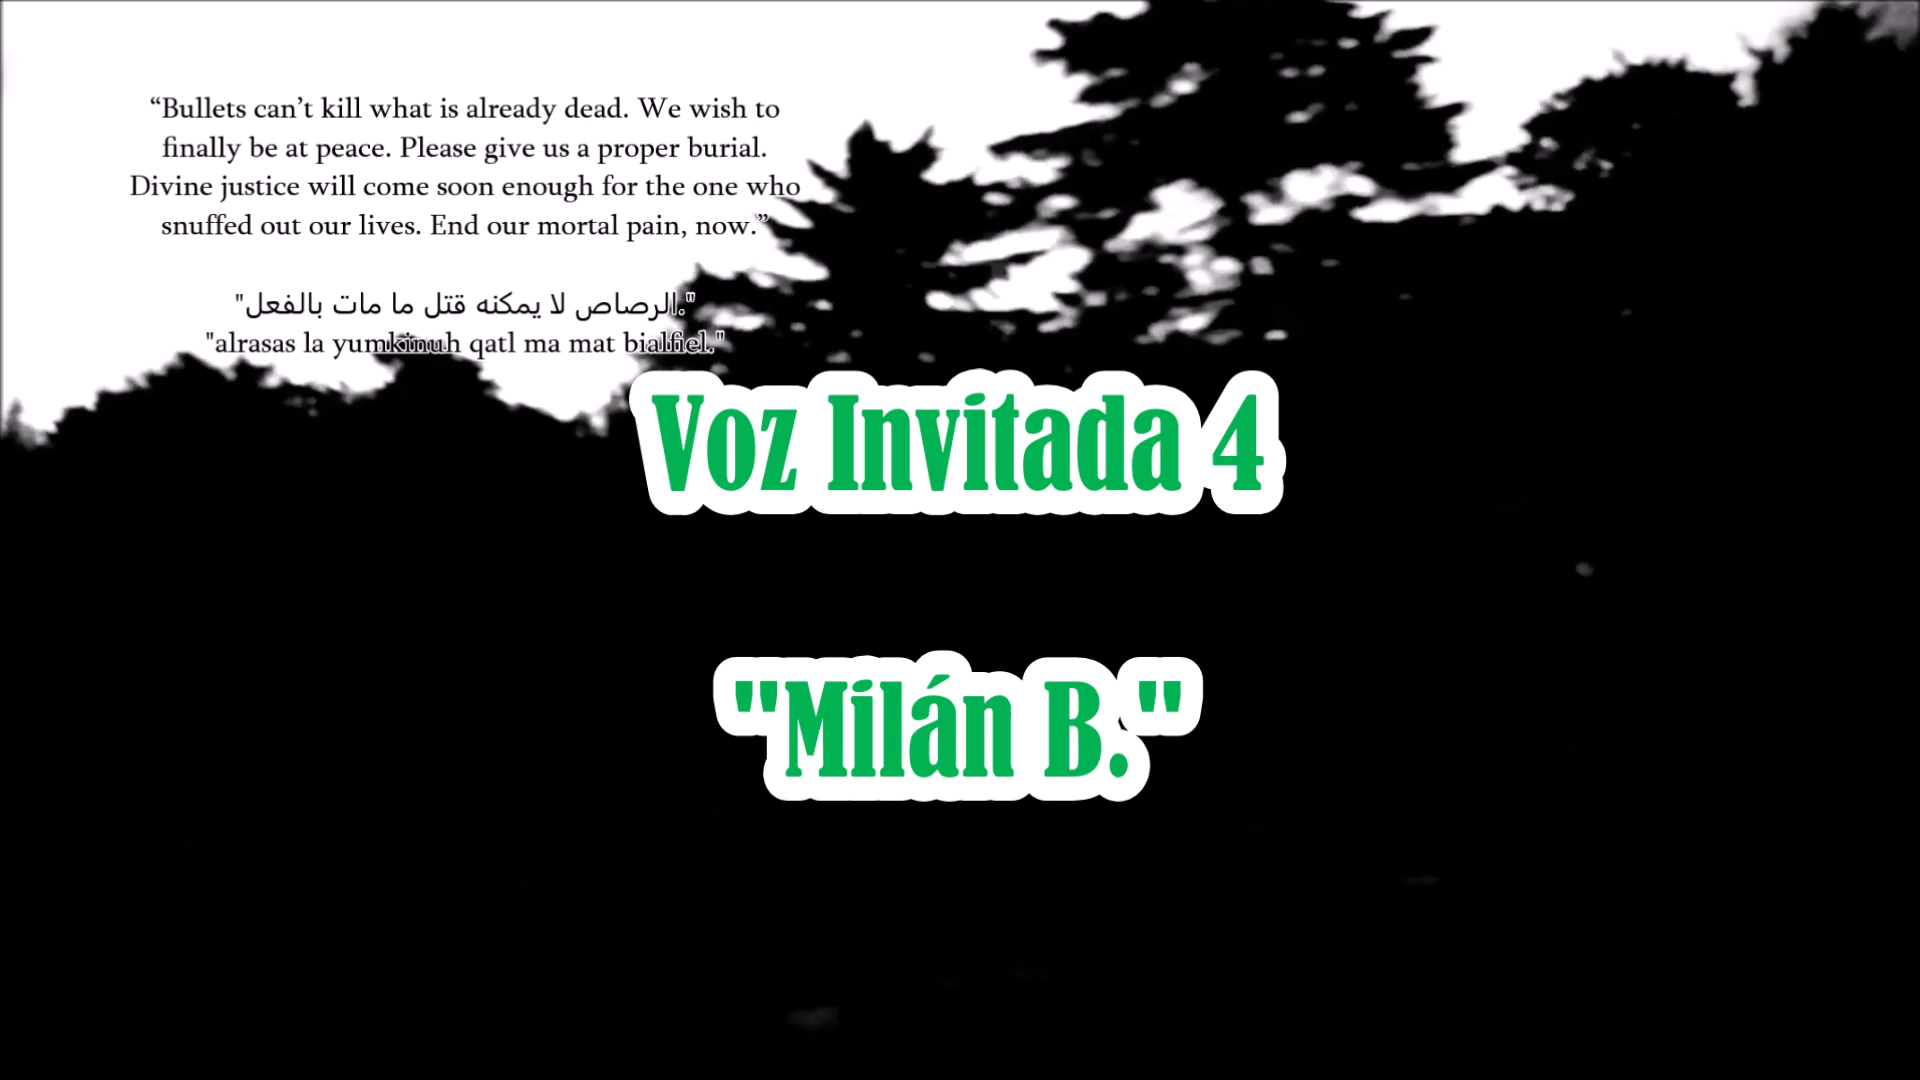 “Bullets can’t kill what is already dead. We wish to
finally be at peace. Please give us a proper burial.
Divine justice will come soon enough for the one who
snuffed out our lives. End our mortal pain, now.”
"الرصاص لا يمكنه قتل ما مات بالفعل."
"alrasas la yumkinuh qatl ma mat bialfiel."
Voz Invitada 4
"Milán B."